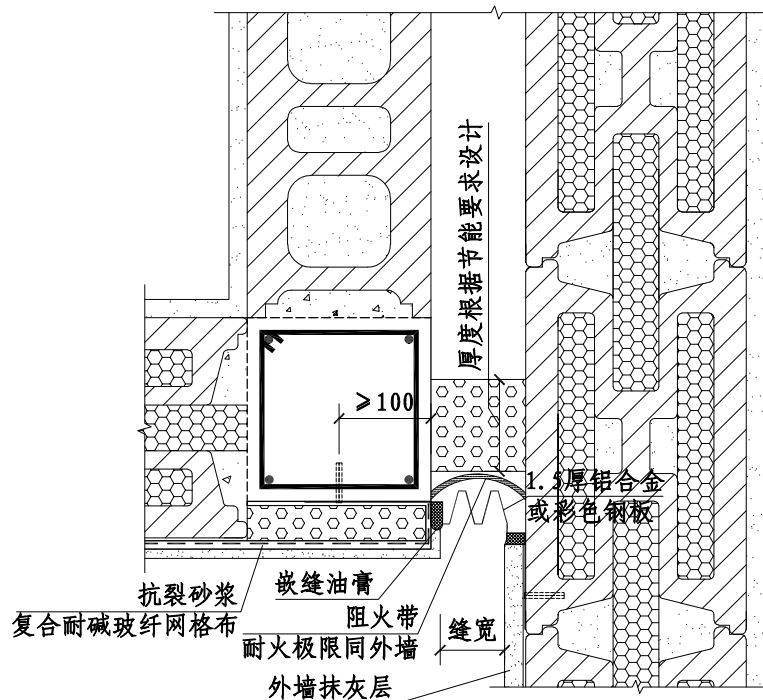 厚度根据节能要求设计
≥100
1.5厚铝合金
或彩色钢板
嵌缝油膏
抗裂砂浆
复合耐碱玻纤网格布
阻火带
耐火极限同外墙
缝宽
外墙抹灰层